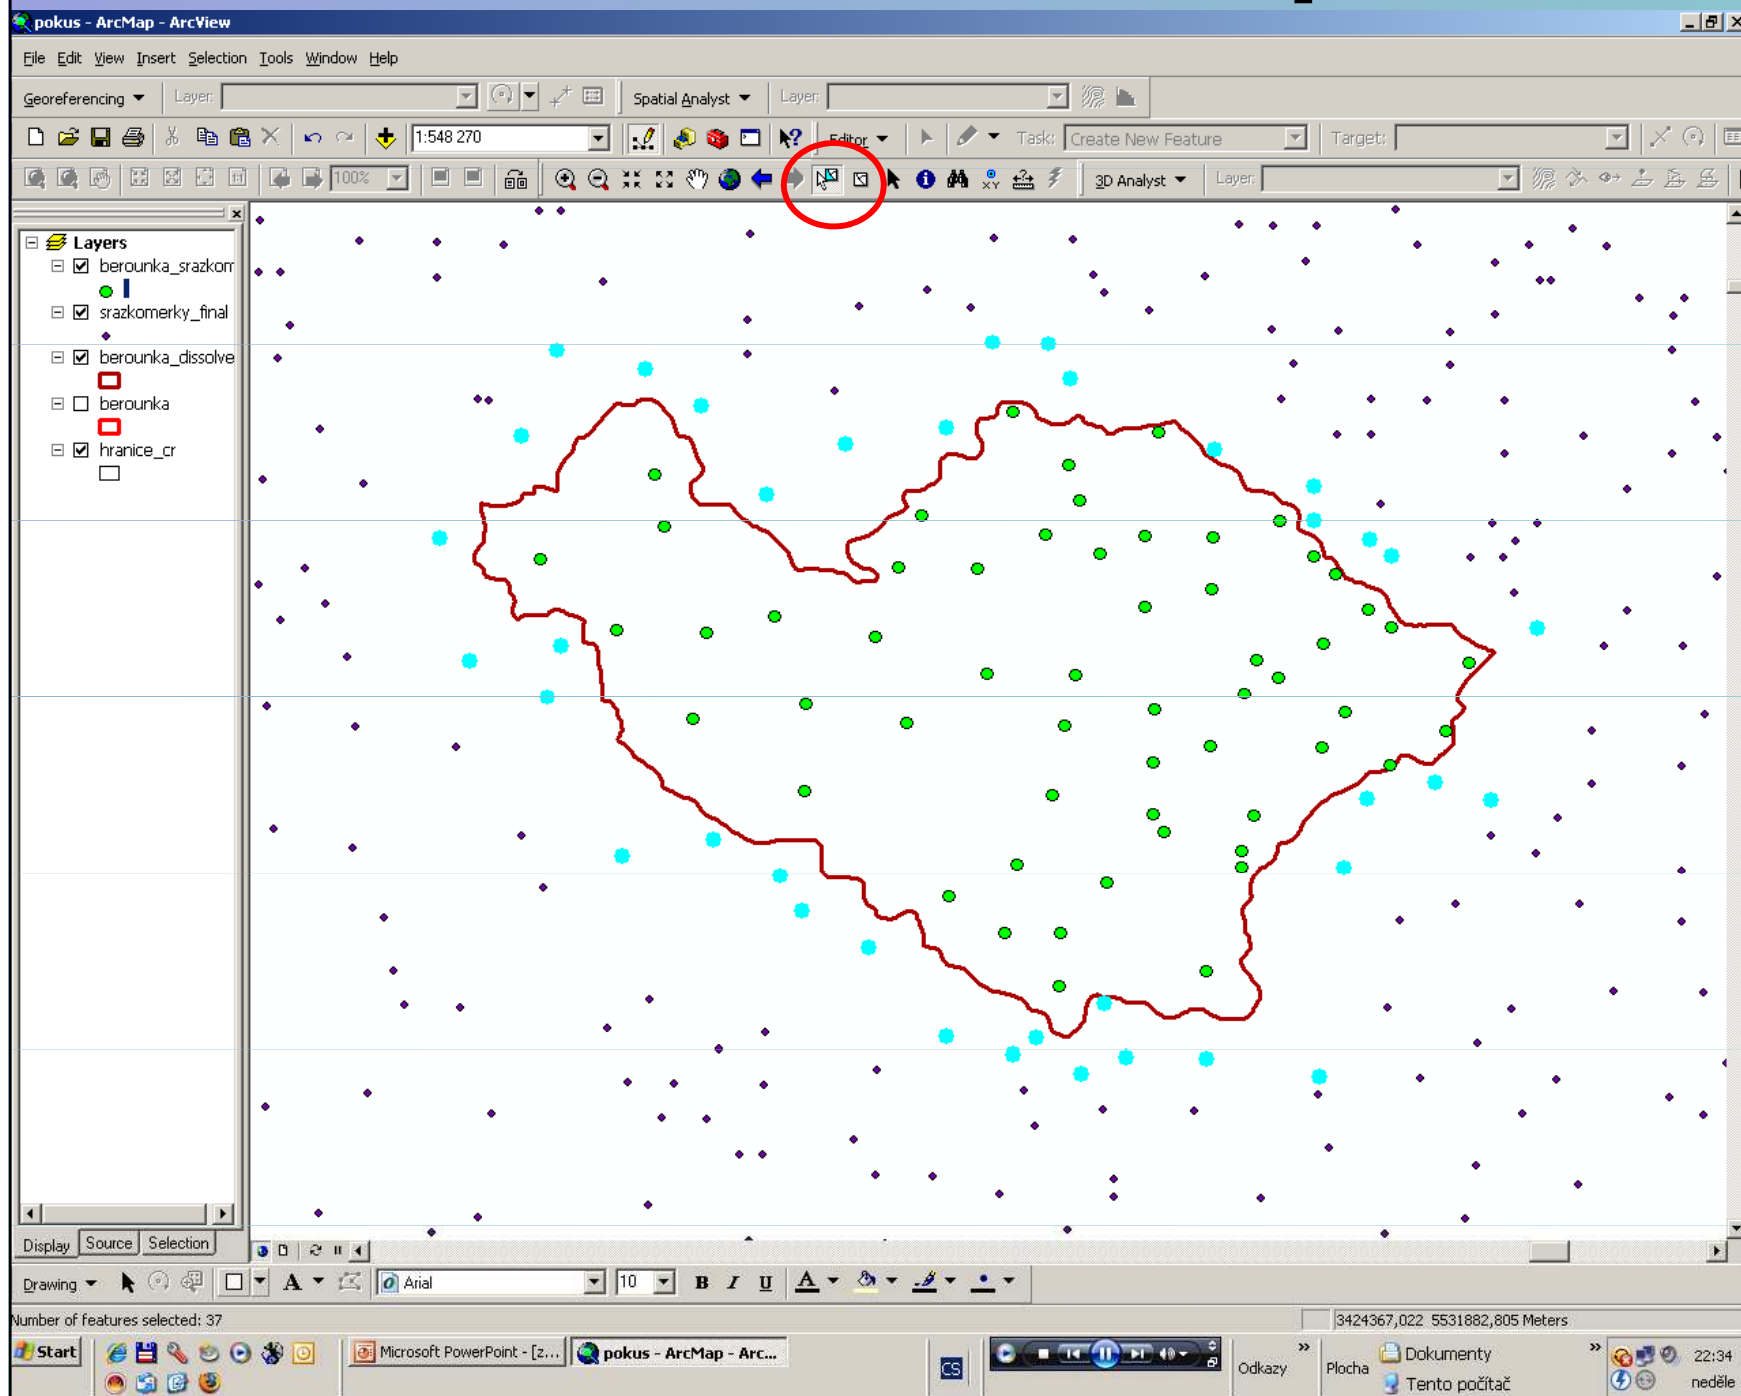 pokus - ArcMap - ArcView
File Edit View Insert Selection Tools Window Help
Georeferencing Layer: Spatial Analyst Layer:
1:548 270 Editor Task: Create New Feature Target:
100% 3D Analyst Layer:
Layers
berounka_srazkom
srazkomerky_final
berounka_dissolve
berounka
hranice_cr
Display Source Selection
Drawing A Arial 10 B I U A
Number of features selected: 37 3424367,022 5531882,805 Meters
Start Microsoft PowerPoint - [z... pokus - ArcMap - Arc... CS Odkazy » Plocha Dokumenty » 22:34
Tento počítač neděle